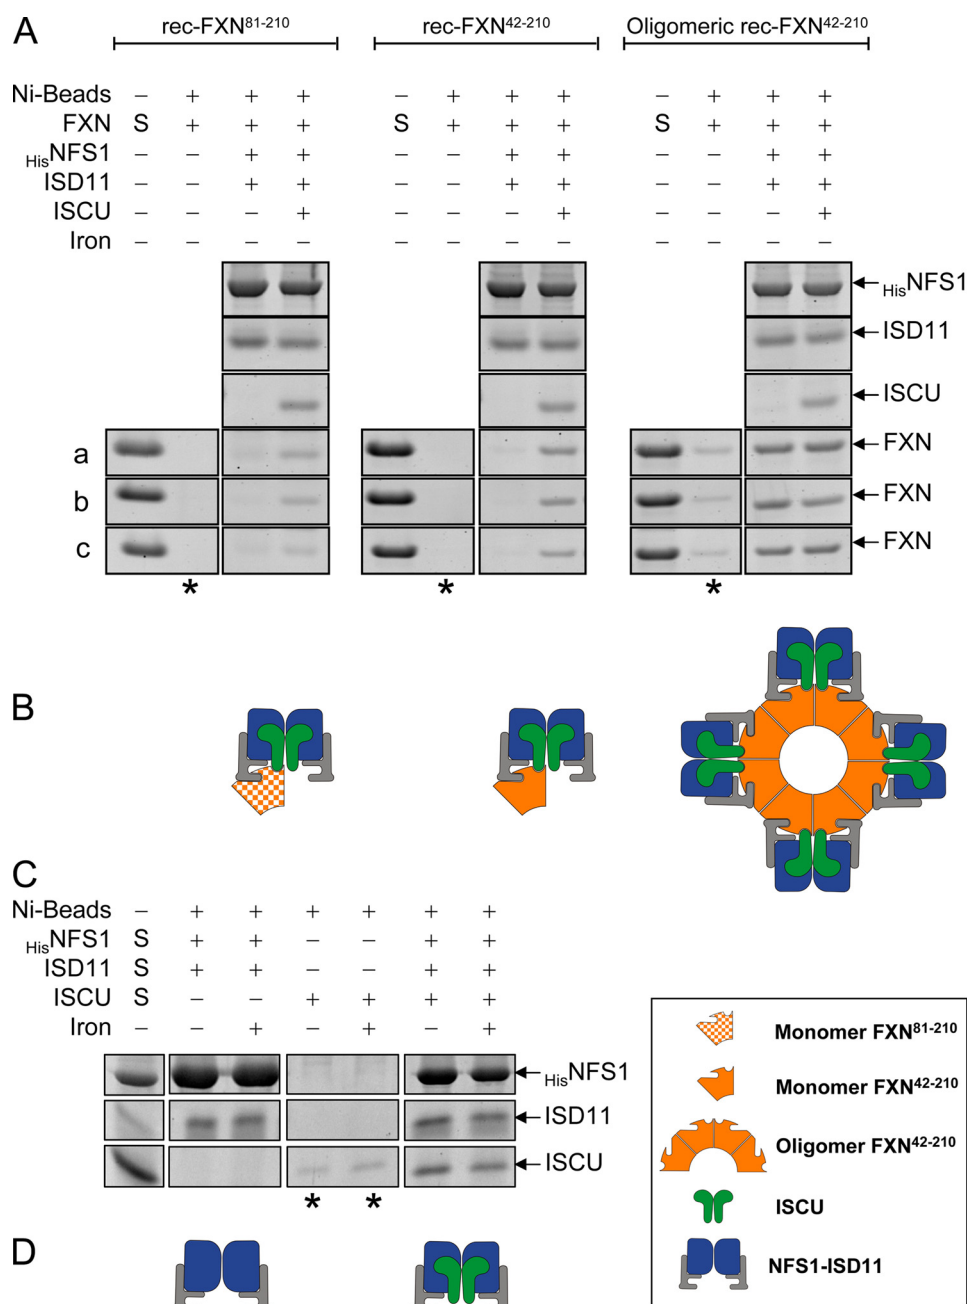 A
rec-FXN81-210 rec-FXN42-210 Oligomeric rec-FXN42-210
Ni-Beads – + + + – + + + – + + +
FXN S + + + S + + + S + + +
HisNFS1 – – + + – – + + – – + +
ISD11 – – + + – – + + – – + +
ISCU – – – + – – – + – – – +
Iron – – – – – – – – – – – –
HisNFS1
ISD11
ISCU
a FXN
b FXN
c FXN
* * *
B
C
Ni-Beads – + + + + + +
HisNFS1 S + + – – + +
ISD11 S + + – – + +
ISCU S – – + + + +
Iron – – + – + – +
HisNFS1
ISD11
ISCU
* *
D
Monomer FXN81-210
Monomer FXN42-210
Oligomer FXN42-210
ISCU
NFS1-ISD11